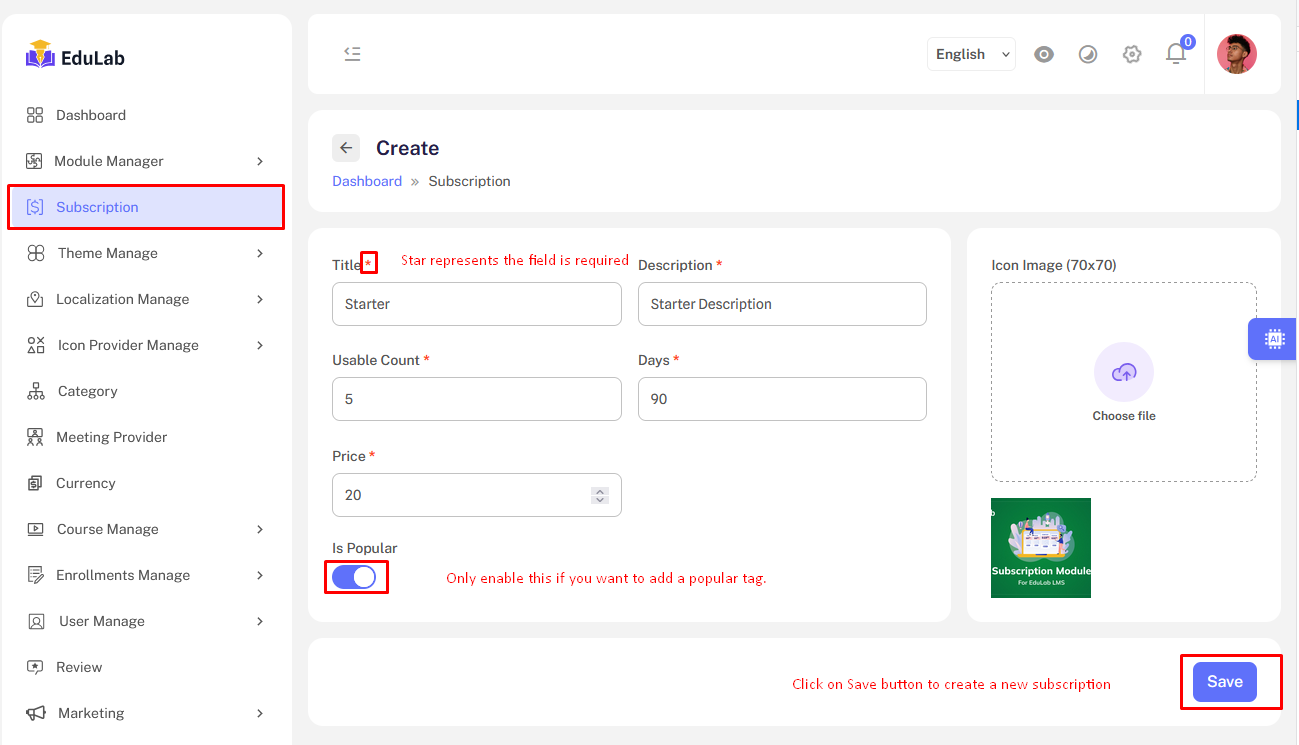 EduLab
Dashboard
Module Manager
Subscription
Theme Manage
Localization Manage
Icon Provider Manage
Category
Meeting Provider
Currency
Course Manage
Enrollments Manage
User Manage
Review
Marketing
English
0
Create
Dashboard » Subscription
Title * Star represents the field is required
Starter
Description *
Starter Description
Usable Count *
5
Days *
90
Price *
20
Is Popular
Only enable this if you want to add a popular tag.
Icon Image (70x70)
Choose file
AI
b
Subscription Module
For EduLab LMS
Click on Save button to create a new subscription
Save